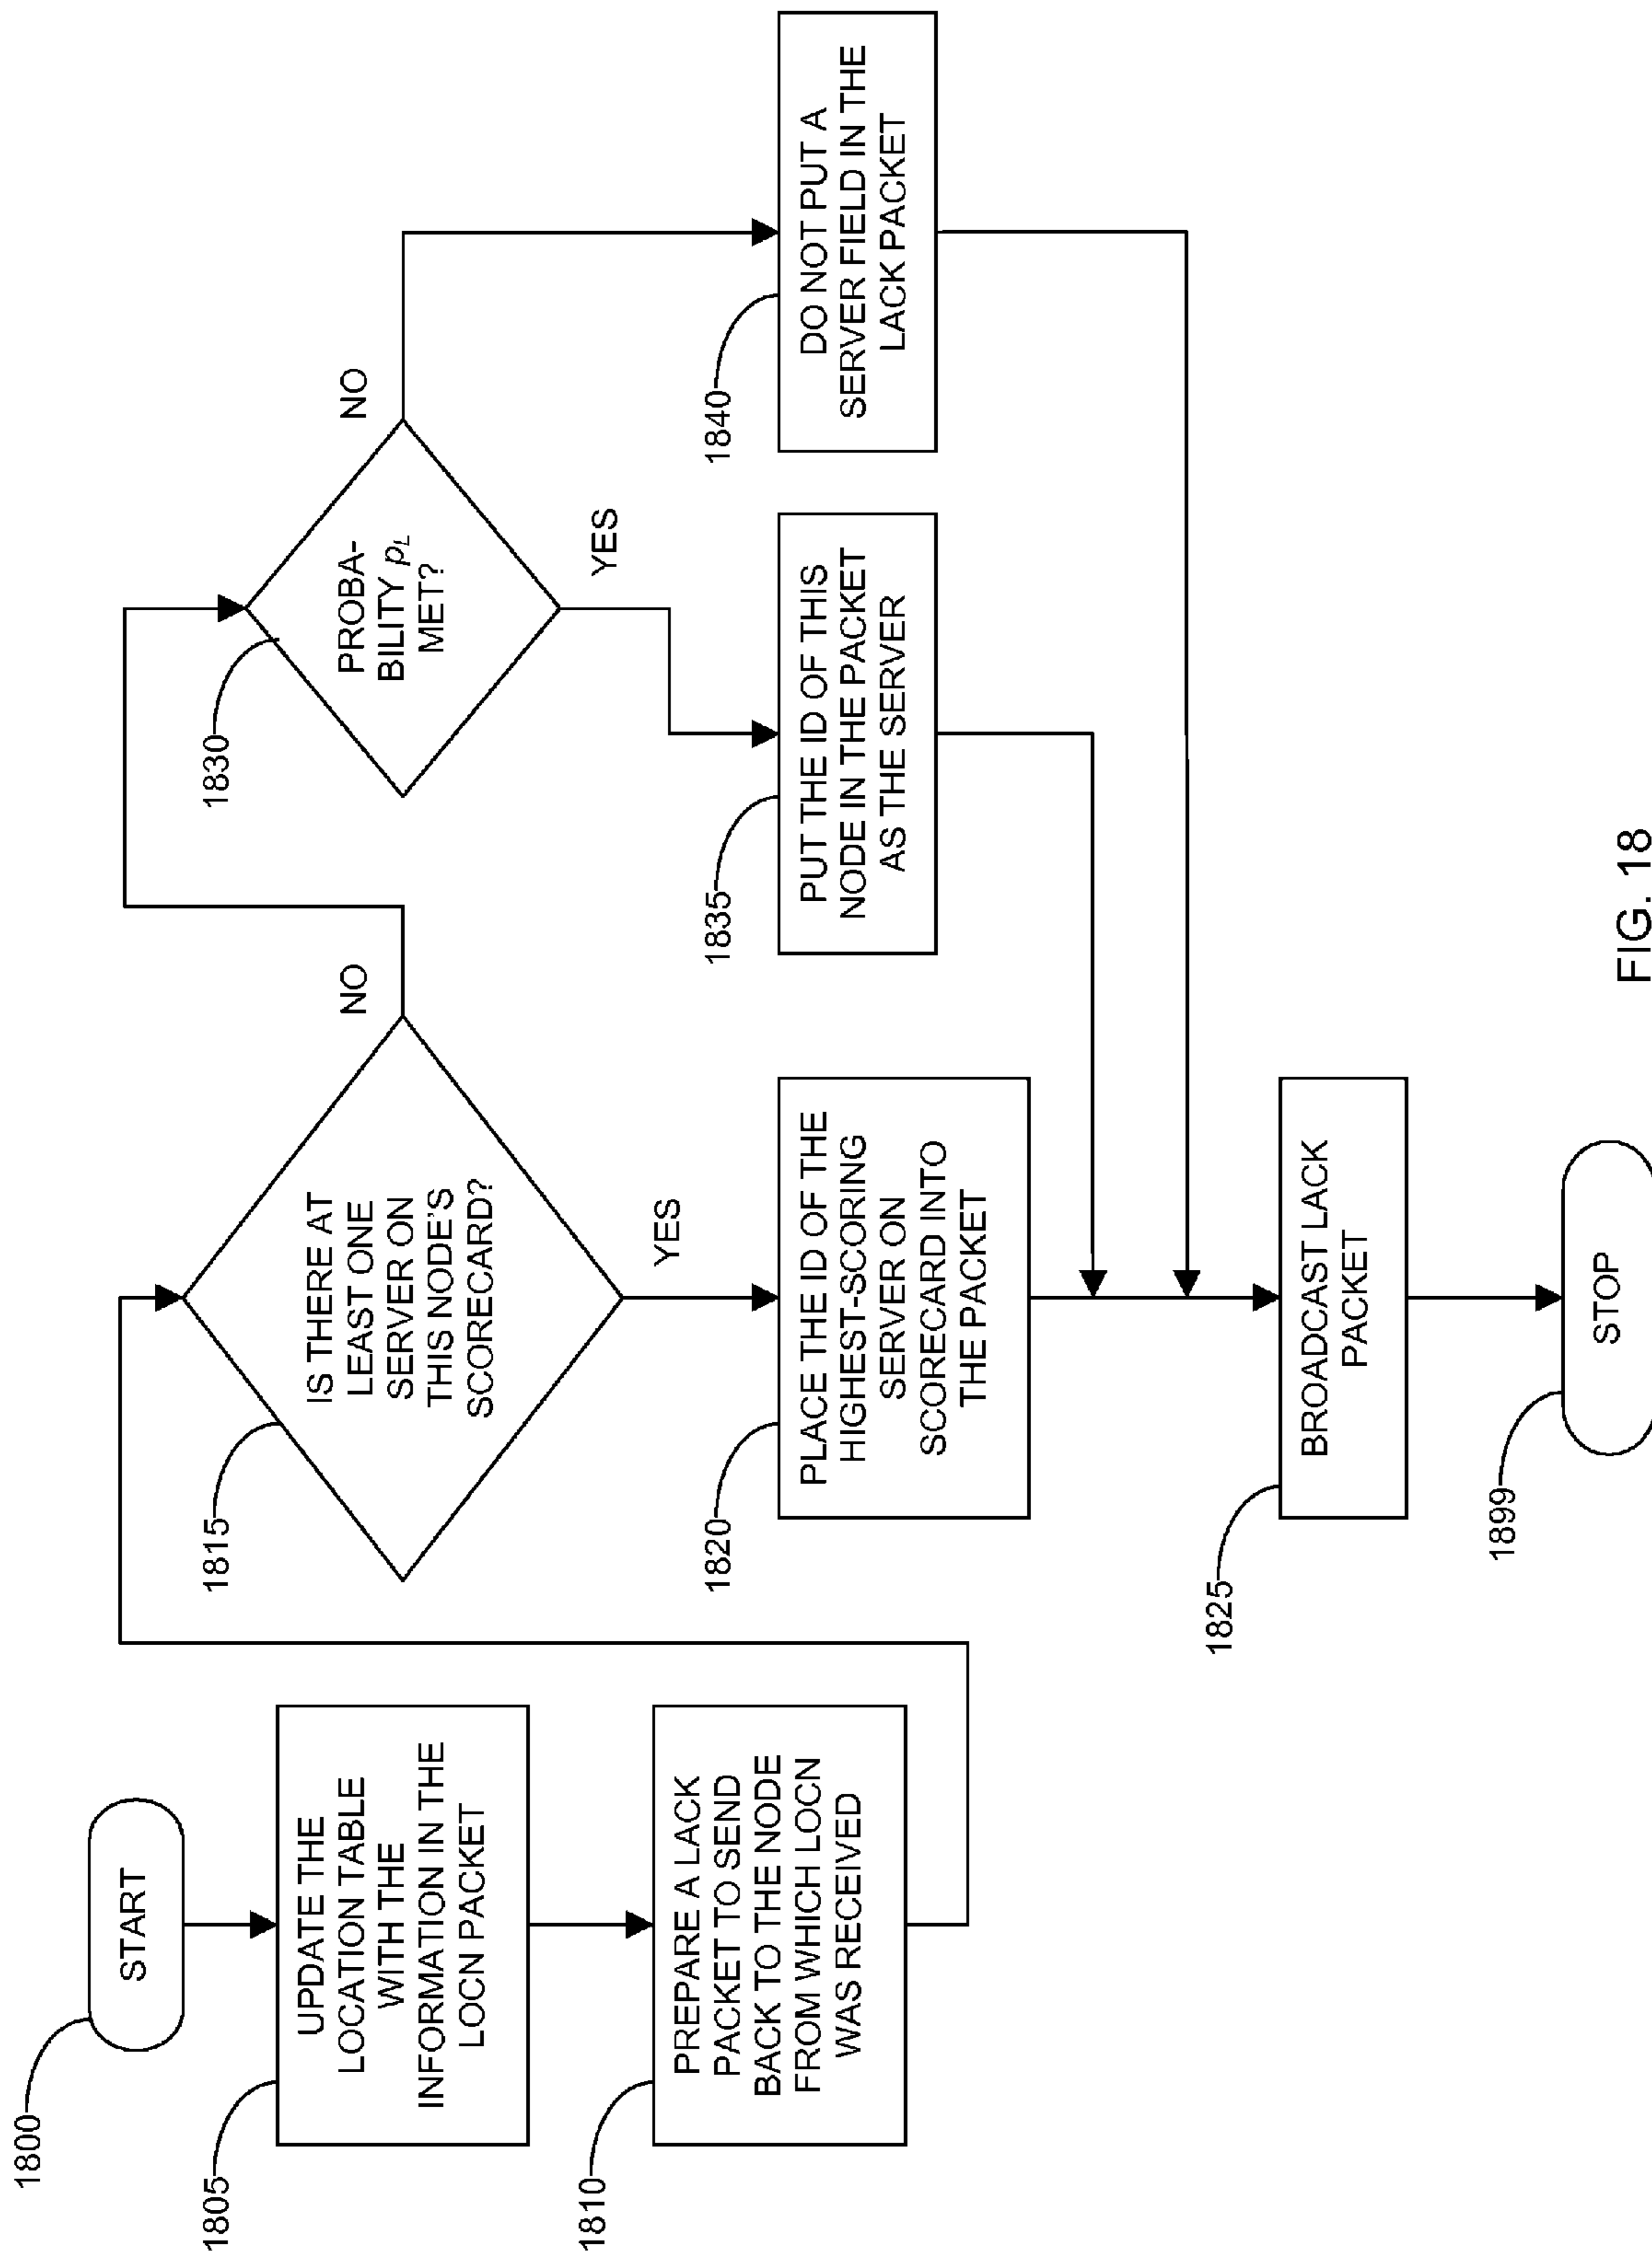 1800
START
1805
UPDATE THE
LOCATION TABLE
WITH THE
INFORMATION IN THE
LOCN PACKET
1810
PREPARE A LACK
PACKET TO SEND
BACK TO THE NODE
FROM WHICH LOCN
WAS RECEIVED
1815
IS THERE AT
LEAST ONE
SERVER ON
THIS NODE'S
SCORECARD?
NO
YES
1820
PLACE THE ID OF THE
HIGHEST-SCORING
SERVER ON
SCORECARD INTO
THE PACKET
1825
BROADCAST LACK
PACKET
1899
STOP
1830
PROBA-
BILITY pL
MET?
NO
YES
1835
PUT THE ID OF THIS
NODE IN THE PACKET
AS THE SERVER
1840
DO NOT PUT A
SERVER FIELD IN THE
LACK PACKET
FIG. 18